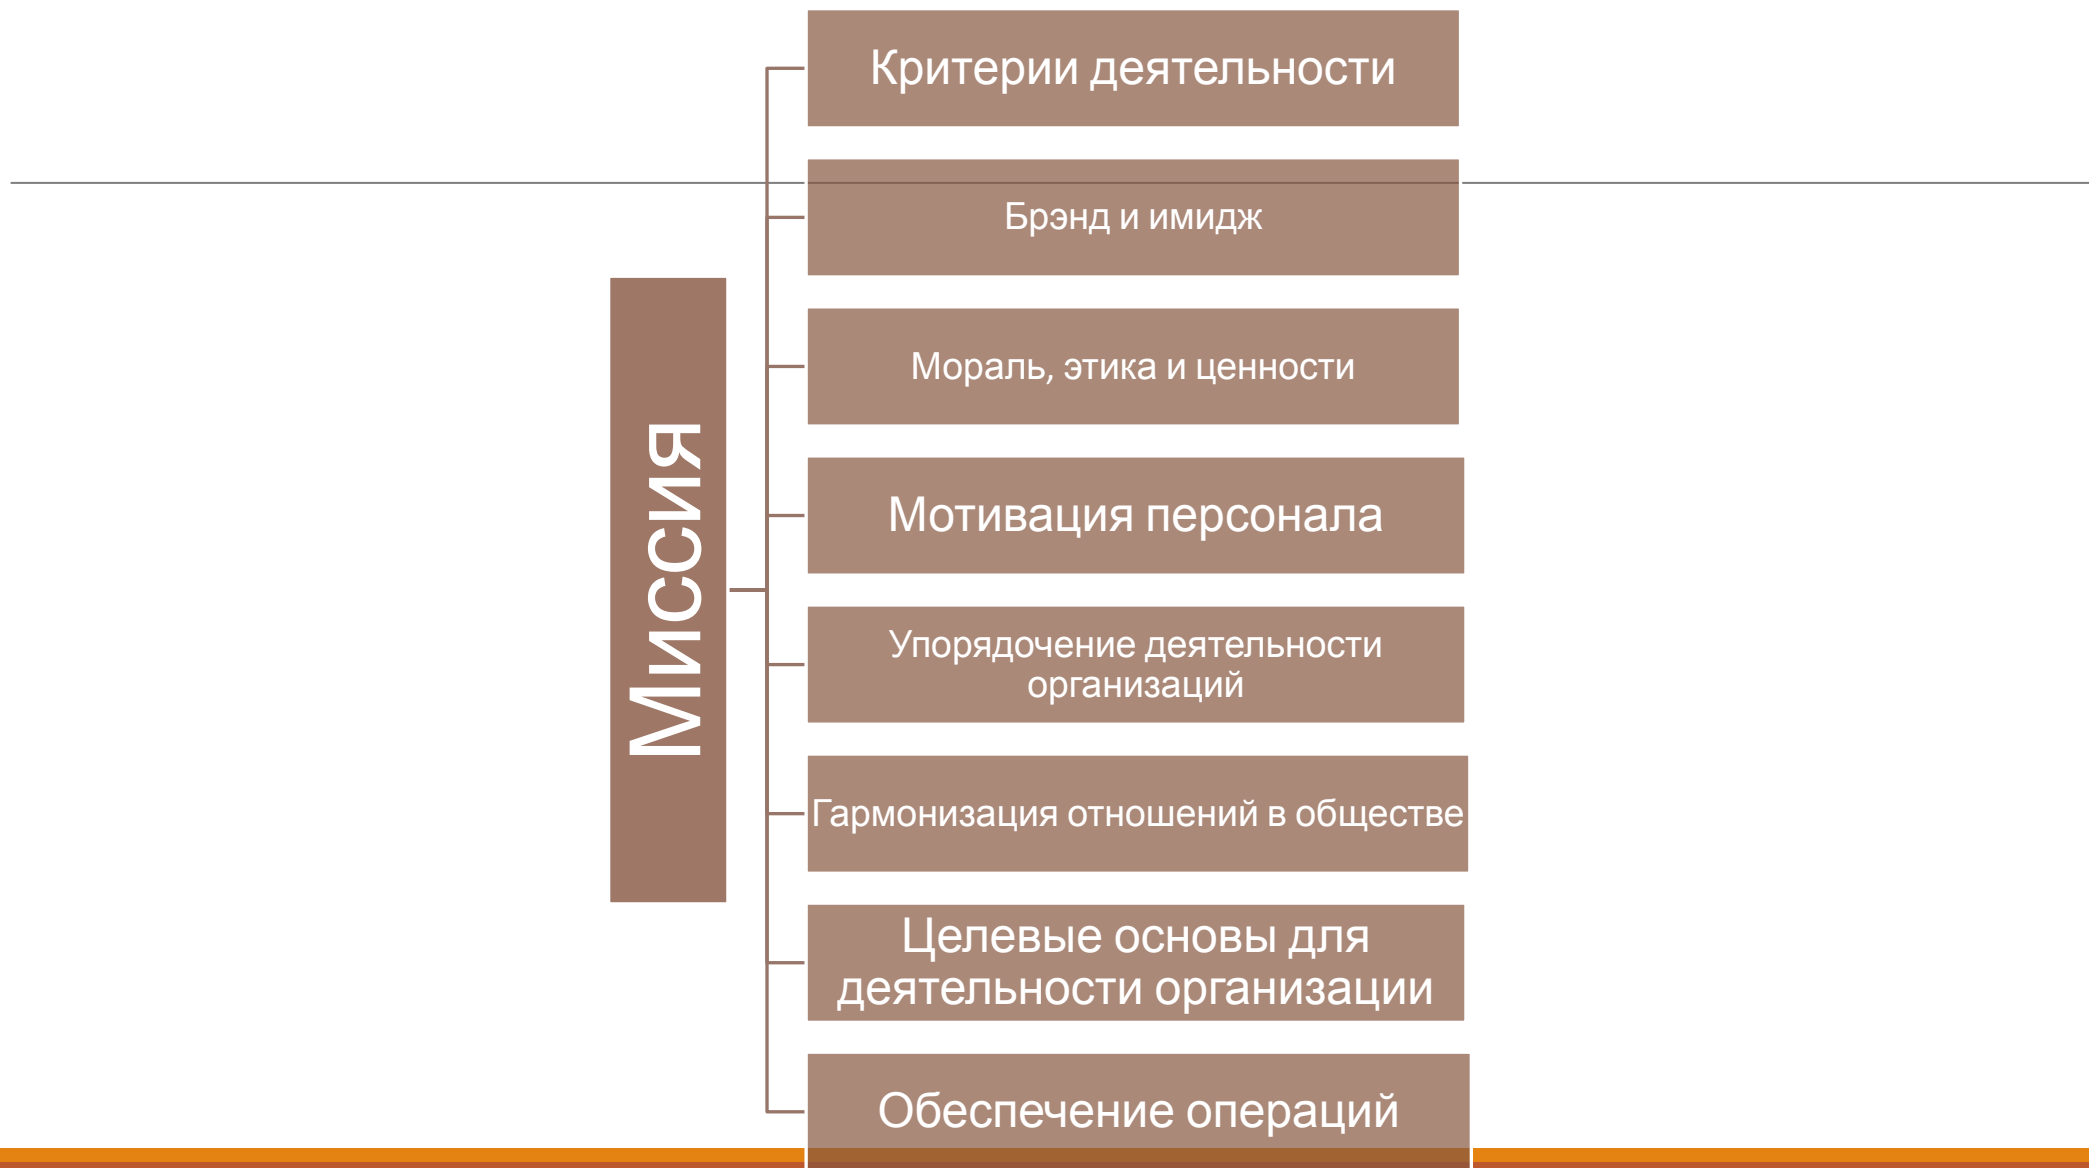 Миссия
Критерии деятельности
Брэнд и имидж
Мораль, этика и ценности
Мотивация персонала
Упорядочение деятельности
организаций
Гармонизация отношений в обществе
Целевые основы для
деятельности организации
Обеспечение операций